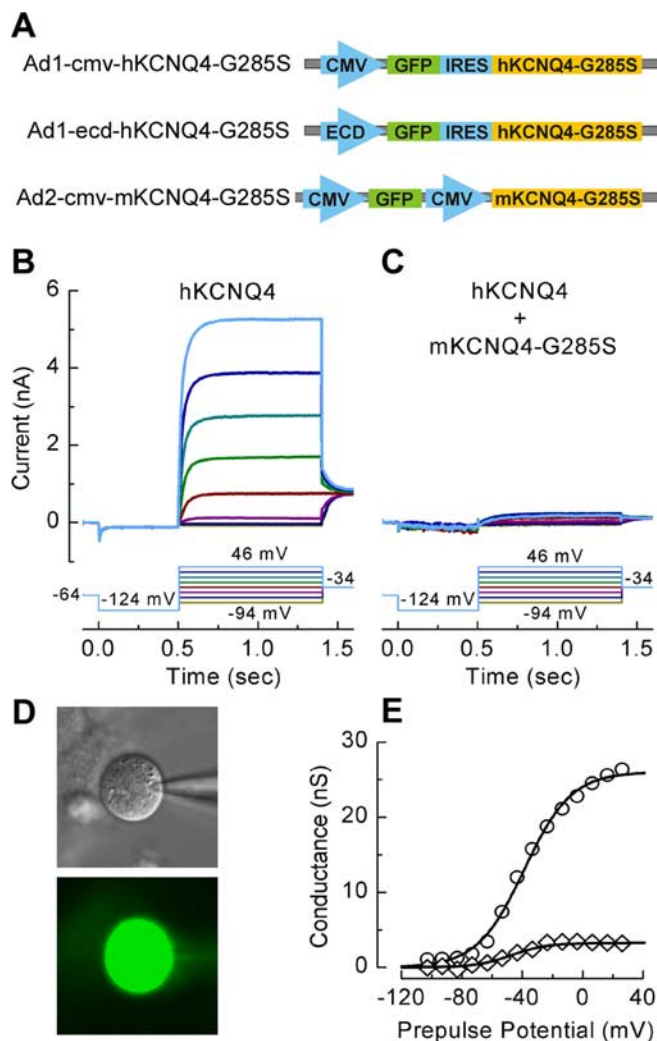 A
Ad1-cmv-hKCNQ4-G285S
CMV GFP IRES hKCNQ4-G285S
Ad1-ecd-hKCNQ4-G285S
ECD GFP IRES hKCNQ4-G285S
Ad2-cmv-mKCNQ4-G285S
CMV GFP CMV mKCNQ4-G285S
B
hKCNQ4
6
4
2
0
Current (nA)
46 mV
-64
-124 mV
-34
-94 mV
0.0 0.5 1.0 1.5
Time (sec)
C
hKCNQ4
+
mKCNQ4-G285S
46 mV
-124 mV
-34
-94 mV
0.0 0.5 1.0 1.5
Time (sec)
D
E
30
20
10
0
Conductance (nS)
-120 -80 -40 0 40
Prepulse Potential (mV)